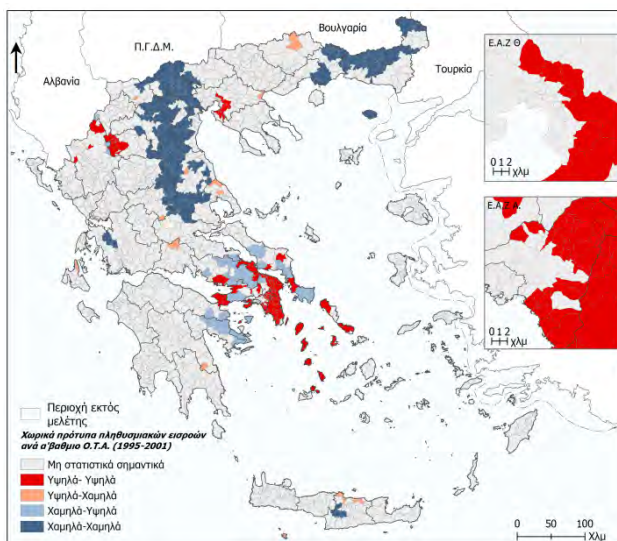 Βουλγαρία
Π.Γ.Δ.Μ.
Αλβανία
Τουρκία
Ε.Α.Ζ Θ
0 1 2
χλμ
Ε.Α.Ζ Α.
0 1 2
χλμ
Περιοχή εκτός
μελέτης
Χωρικά πρότυπα πληθυσμιακών εισροών
ανά α'βαθμιο Ο.Τ.Α. (1995-2001)
Μη στατιστικά σημαντικά
Υψηλά- Υψηλά
Υψηλά-Χαμηλά
Χαμηλά-Υψηλά
Χαμηλά-Χαμηλά
0 50 100
Χλμ